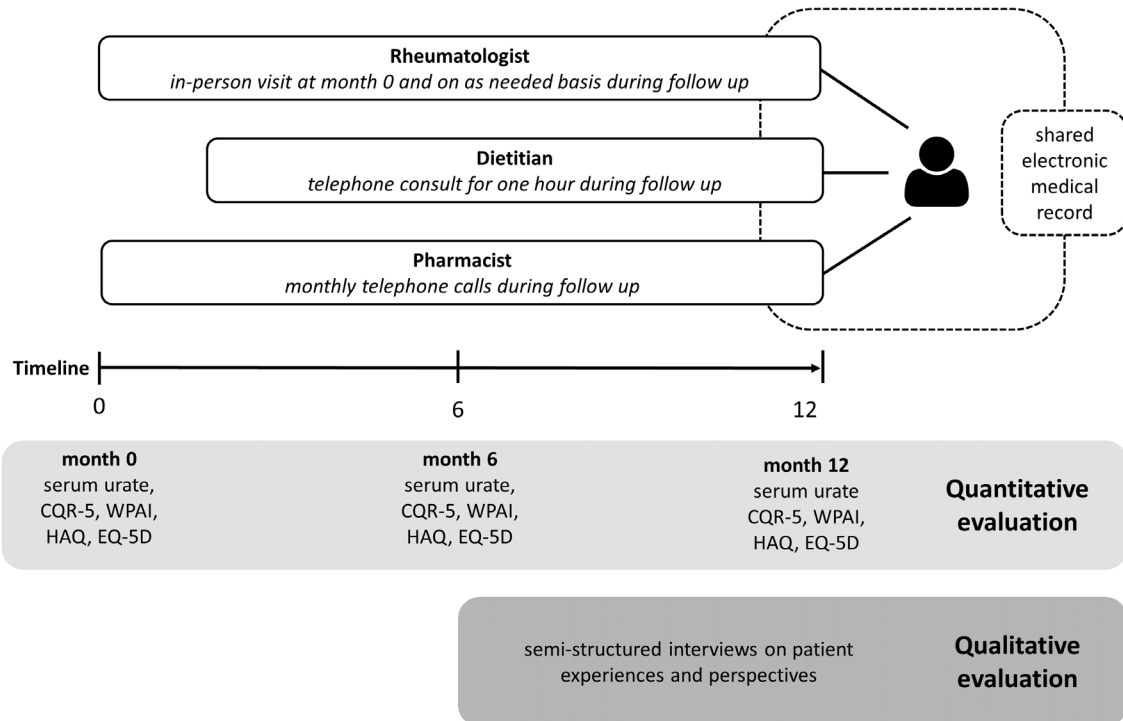 Rheumatologist
in-person visit at month 0 and on as needed basis during follow up
Dietitian
telephone consult for one hour during follow up
Pharmacist
monthly telephone calls during follow up
shared
electronic
medical
record
Timeline
0
6
12
month 0
serum urate,
CQR-5, WPAI,
HAQ, EQ-5D
month 6
serum urate,
CQR-5, WPAI,
HAQ, EQ-5D
month 12
serum urate
CQR-5, WPAI,
HAQ, EQ-5D
Quantitative
evaluation
semi-structured interviews on patient
experiences and perspectives
Qualitative
evaluation